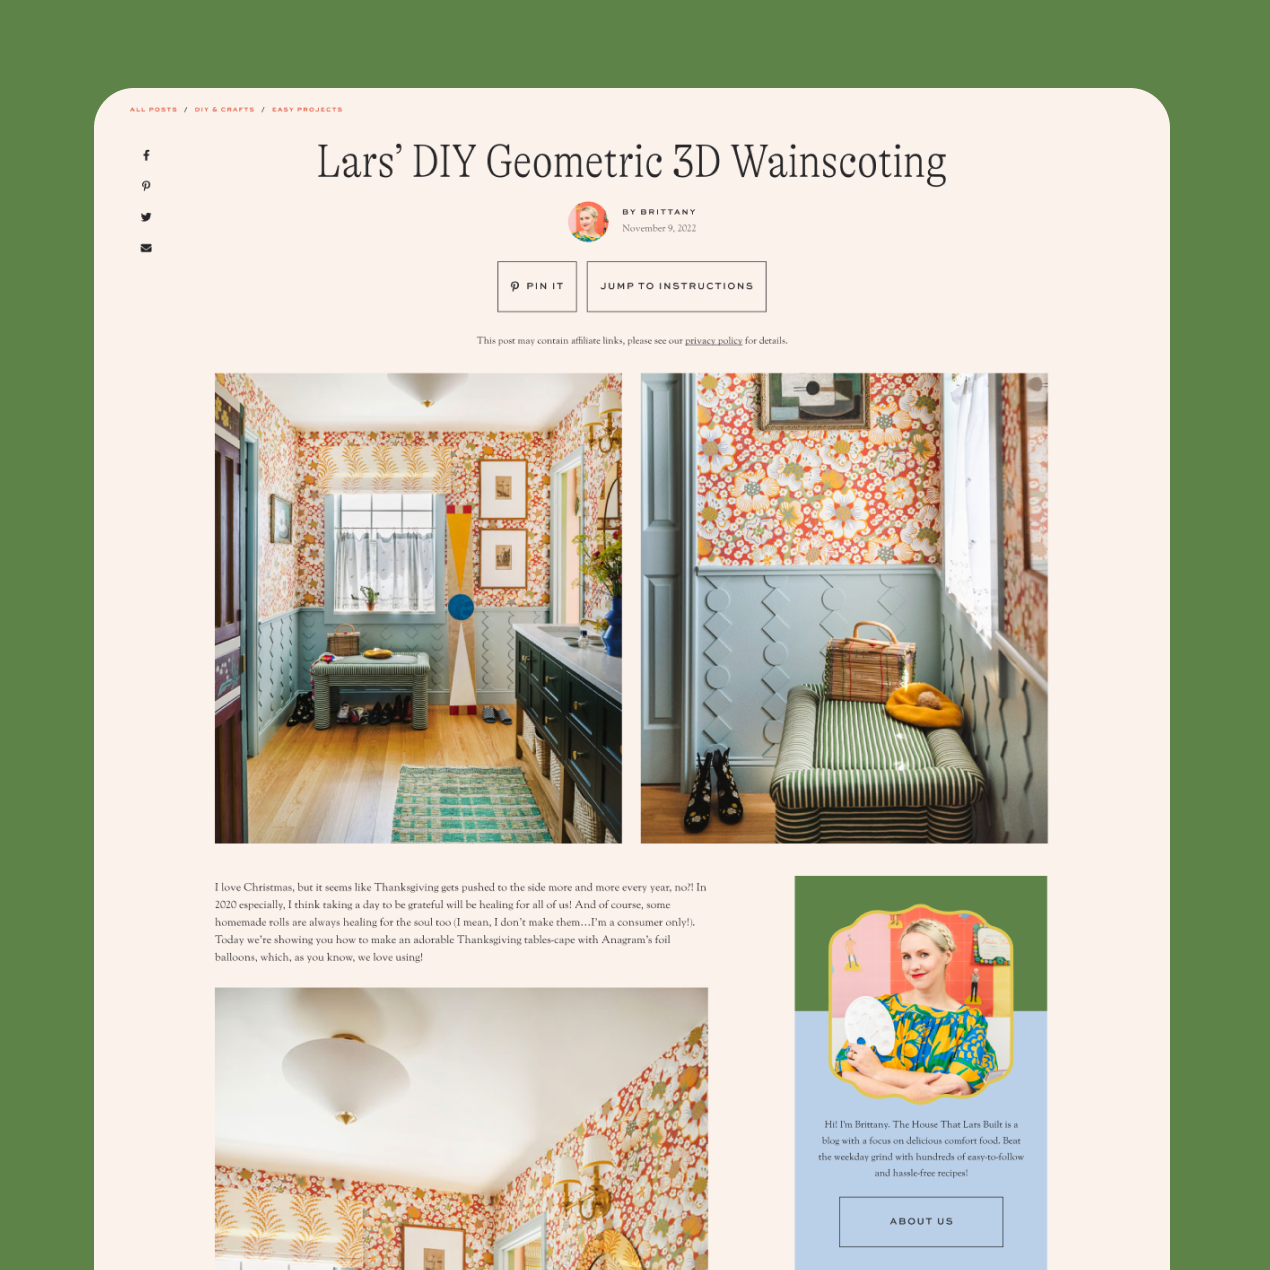 ALL POSTS / DIY & CRAFTS / EASY PROJECTS
Lars’ DIY Geometric 3D Wainscoting
BY BRITTANY
November 9, 2022
PIN IT
JUMP TO INSTRUCTIONS
This post may contain affiliate links, please see our privacy policy for details.
I love Christmas, but it seems like Thanksgiving gets pushed to the side more and more every year, no?! In
2020 especially, I think taking a day to be grateful will be healing for all of us! And of course, some
homemade rolls are always healing for the soul too (I mean, I don’t make them…I’m a consumer only!).
Today we’re showing you how to make an adorable Thanksgiving tables-cape with Anagram’s foil
balloons, which, as you know, we love using!
Hi! I’m Brittany. The House That Lars Built is a
blog with a focus on delicious comfort food. Beat
the weekday grind with hundreds of easy-to-follow
and hassle-free recipes!
ABOUT US